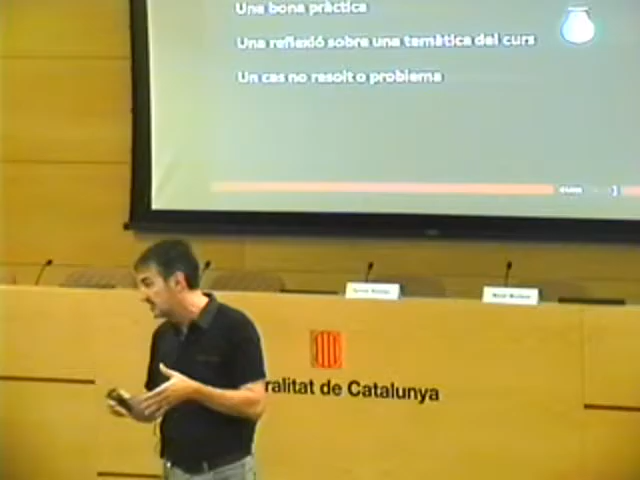 Una bona pràctica
Una reflexió sobre una temàtica del curs
Un cas no resolt o problema
ralitat de Catalunya